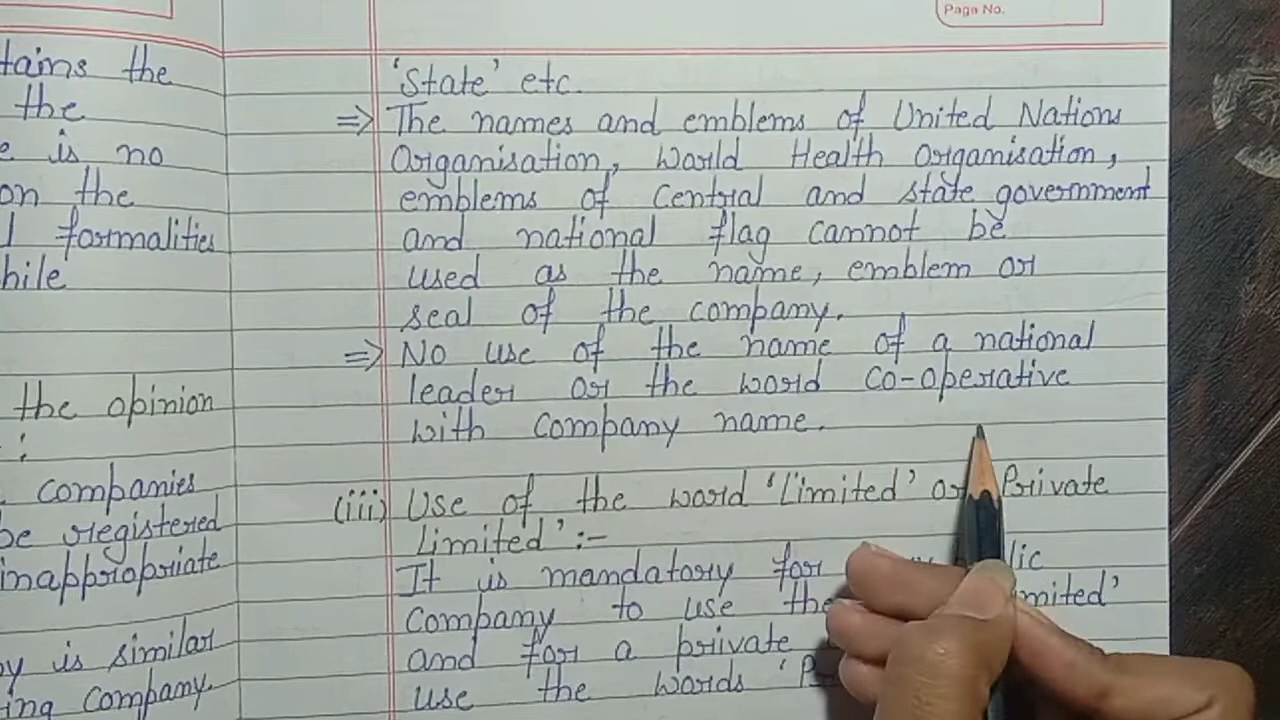 Page No.
tains the
the
e is no
on the
l formalities
hile
the opinion
:
companies
be registered
inappropriate
y is similar
ing company.
'State' etc.
=> The names and emblems of United Nations
Organisation, World Health Organisation,
emblems of Central and state government
and national flag cannot be
used as the name, emblem or
seal of the company.
=> No use of the name of a national
leader or the word Co-operative
with company name.
(iii) Use of the word 'Limited' or Private
Limited' :-
It is mandatory for lic
company to use the mited'
and for a private
use the words 'P